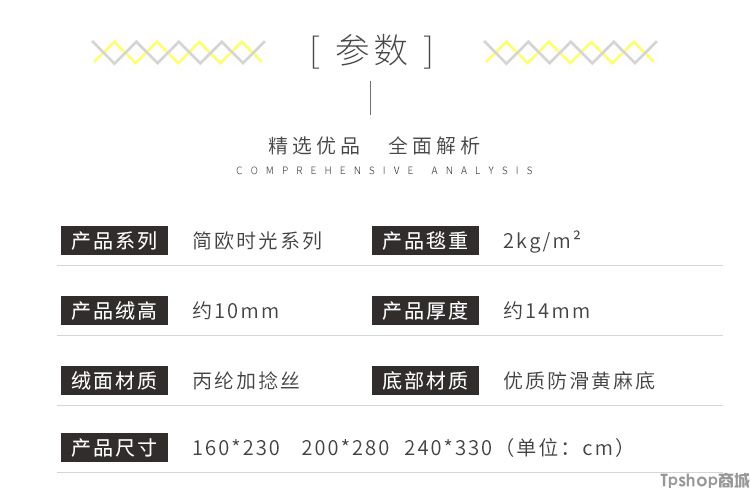 [ 参数 ]
精选优品 全面解析
COMPREHENSIVE ANALYSIS
产品系列 简欧时光系列 产品毯重 2kg/m²
产品绒高 约10mm 产品厚度 约14mm
绒面材质 丙纶加捻丝 底部材质 优质防滑黄麻底
产品尺寸 160*230 200*280 240*330（单位：cm）
Tpshop商城